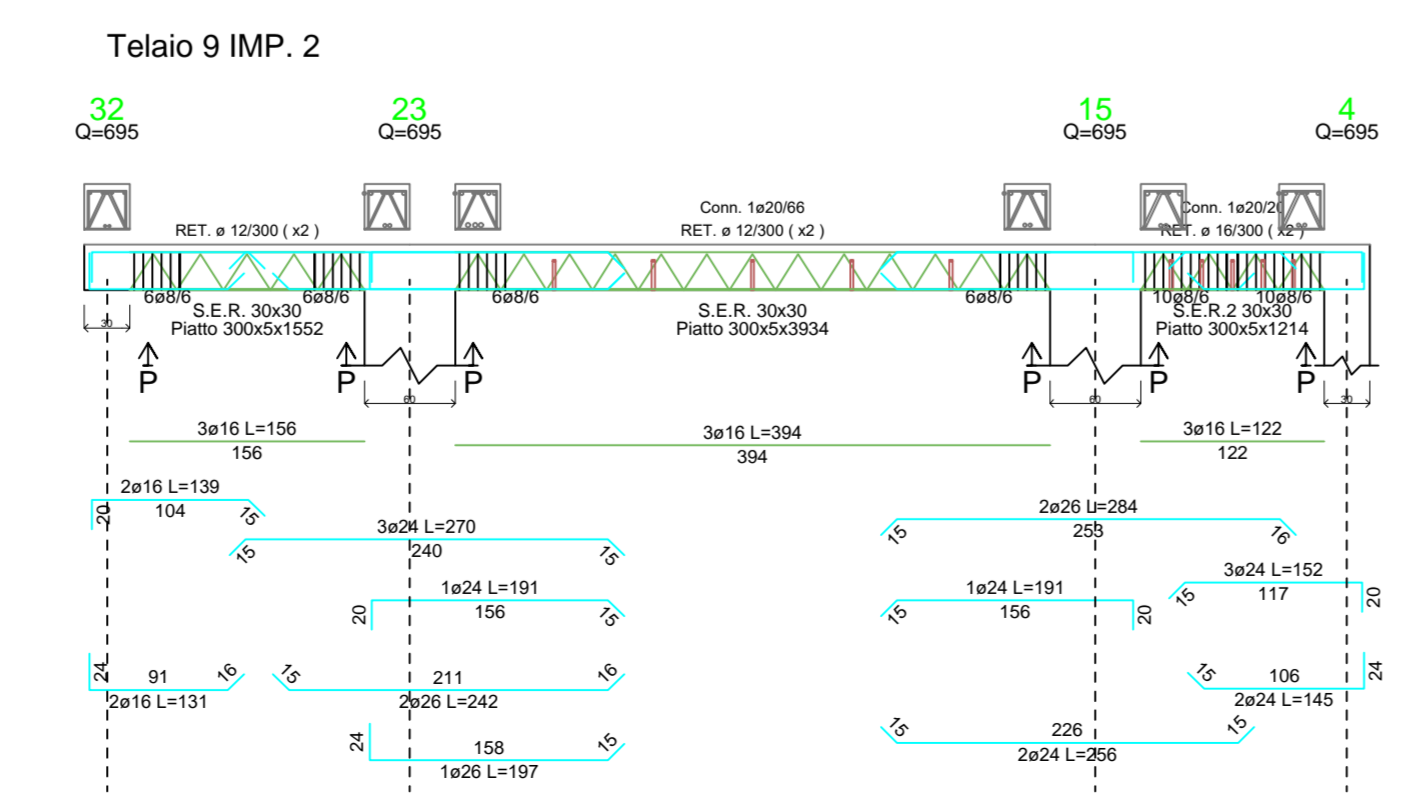 Telaio 9 IMP. 2
32
23
15
4
Q=695
Q=695
Q=695
Q=695
Conn. 1ø20/66
Conn. 1ø20/20
RET. ø 12/300 ( x2 )
RET. ø 12/300 ( x2 )
RET. ø 16/300 ( x2 )
6ø8/6
6ø8/6
6ø8/6
6ø8/6
10ø8/6
10ø8/6
S.E.R. 30x30
S.E.R. 30x30
S.E.R.2 30x30
30
Piatto 300x5x1552
Piatto 300x5x3934
Piatto 300x5x1214
P
P
P
P
P
P
60
60
30
3ø16 L=156
156
3ø16 L=394
394
3ø16 L=122
122
2ø16 L=139
20
104
15
3ø24 L=270
15
240
15
2ø26 L=284
15
253
16
1ø24 L=191
20
156
15
1ø24 L=191
15
156
20
3ø24 L=152
15
117
20
24
91
16
2ø16 L=131
15
211
16
2ø26 L=242
15
106
24
2ø24 L=145
24
158
15
1ø26 L=197
15
226
15
2ø24 L=256